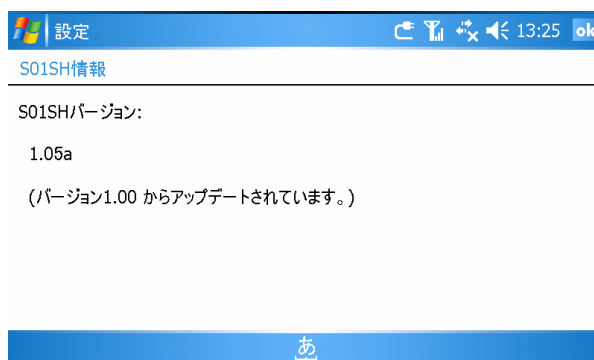 設定 13:25 ok
S01SH情報
S01SHバージョン:
1.05a
(バージョン1.00 からアップデートされています。)
あ